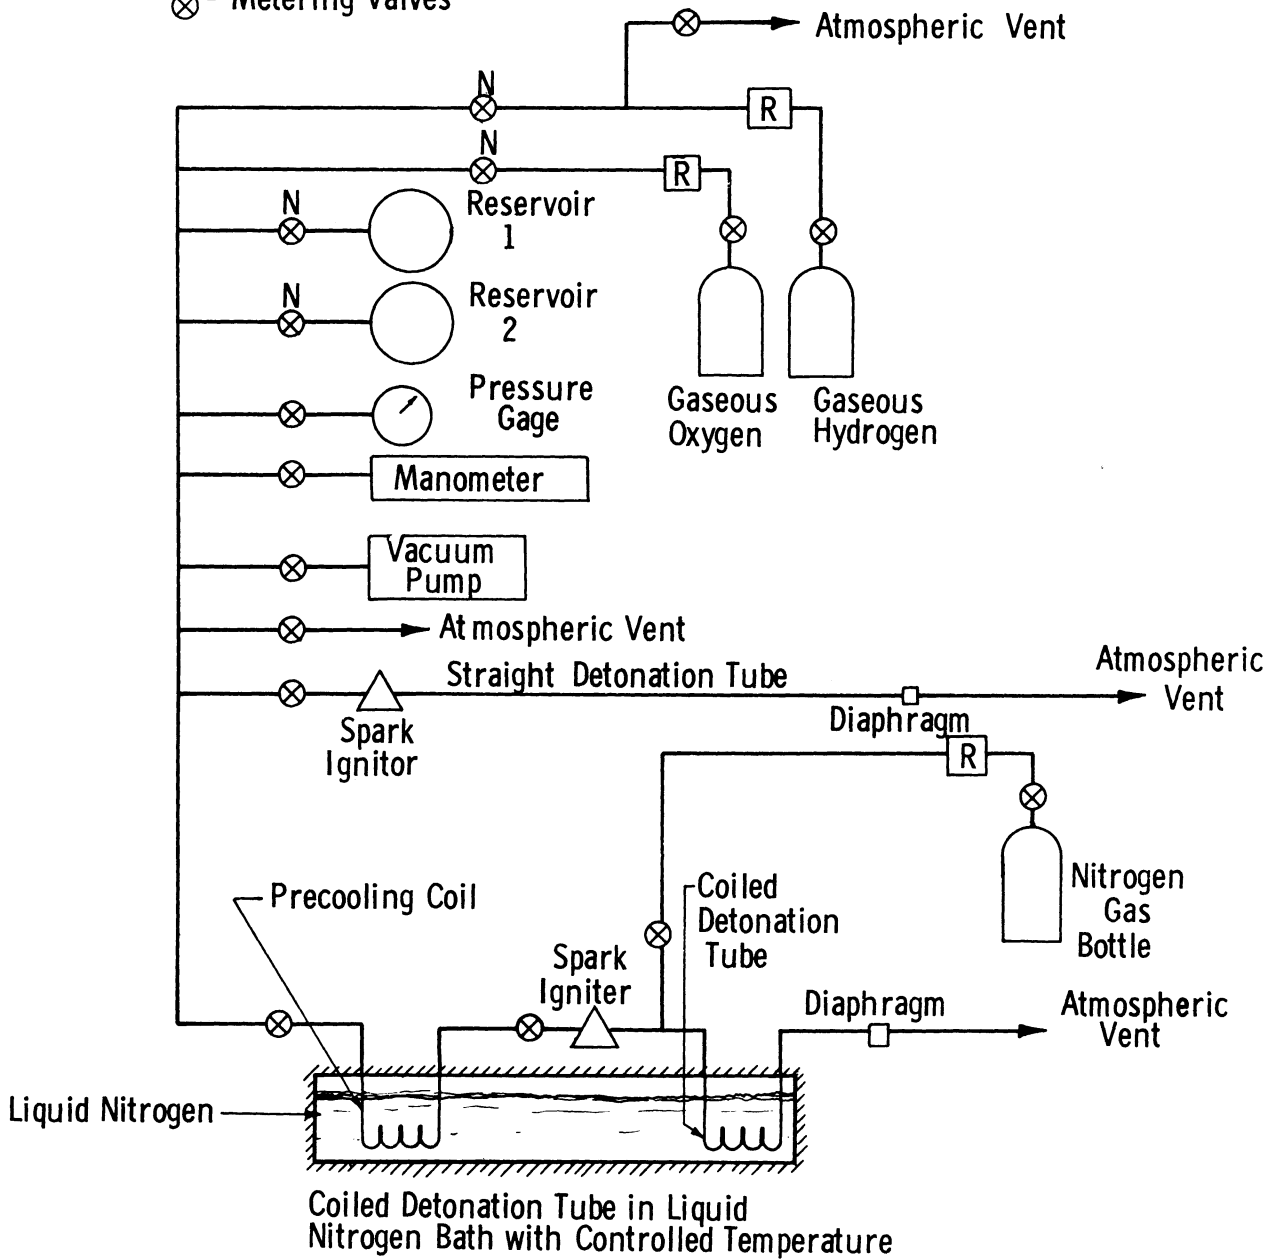 - Metering Valves
Atmospheric Vent
N
R
N
R
N
Reservoir
1
N
Reservoir
2
Pressure
Gage
Gaseous
Oxygen
Gaseous
Hydrogen
Manometer
Vacuum
Pump
Atmospheric Vent
Straight Detonation Tube
Atmospheric
Vent
Diaphragm
Spark
Ignitor
R
Nitrogen
Gas
Bottle
Precooling Coil
Coiled
Detonation
Tube
Spark
Igniter
Diaphragm
Atmospheric
Vent
Liquid Nitrogen
Coiled Detonation Tube in Liquid
Nitrogen Bath with Controlled Temperature